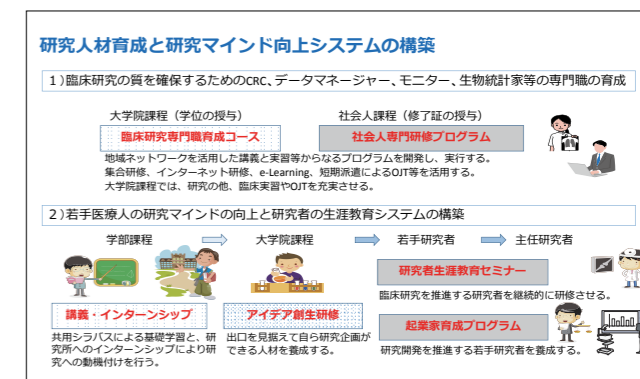 研究人材育成と研究マインド向上システムの構築
1）臨床研究の質を確保するためのCRC、データマネージャー、モニター、生物統計家等の専門職の育成
大学院課程（学位の授与）
社会人課程（修了証の授与）
臨床研究専門職育成コース
社会人専門研修プログラム
地域ネットワークを活用した講義と実習等からなるプログラムを開発し、実行する。
集合研修、インターネット研修、e-Learning、短期派遣によるOJT等を活用する。
大学院課程では、研究の他、臨床実習やOJTを充実させる。
2）若手医療人の研究マインドの向上と研究者の生涯教育システムの構築
学部課程
大学院課程
若手研究者
主任研究者
研究者生涯教育セミナー
臨床研究を推進する研究者を継続的に研修させる。
講義・インターンシップ
アイデア創生研修
起業家育成プログラム
共用シラバスによる基礎学習と、研
究所へのインターンシップにより研
究への動機付けを行う。
出口を見据えて自ら研究企画が
できる人材を養成する。
研究開発を推進する若手研究者を養成する。